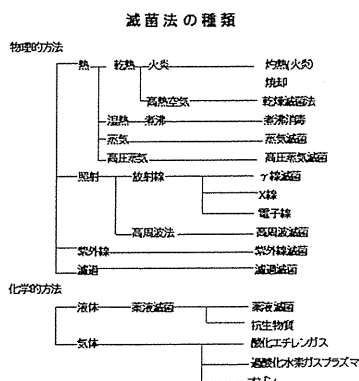 滅菌法の種類
物理的方法
熱 乾熱 火炎 灼熱(火炎)
焼却
高熱空気 乾燥滅菌法
湿熱 煮沸 煮沸消毒
蒸気 蒸気滅菌
高圧蒸気 高圧蒸気滅菌
照射 放射線 γ線滅菌
X線
電子線
高周波法 高周波滅菌
紫外線 紫外線滅菌
濾過 濾過滅菌
化学的方法
液体 薬液滅菌 薬液滅菌
抗生物質
気体 酸化エチレンガス
過酸化水素ガスプラズマ